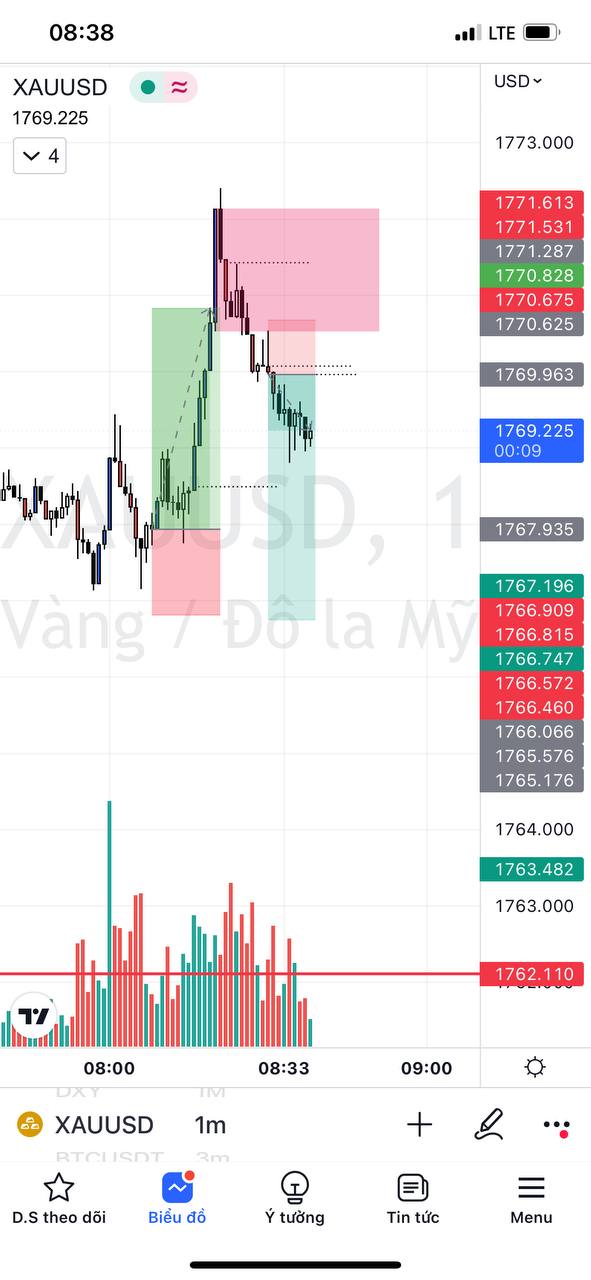 08:38
LTE
XAUUSD
USD
1769.225
4
1773.000
1771.613
1771.531
1771.287
1770.828
1770.675
1770.625
1769.963
1769.225
00:09
XAUUSD, 1
1767.935
1767.196
Vàng / Đô la Mỹ
1766.909
1766.815
1766.747
1766.572
1766.460
1766.066
1765.576
1765.176
1764.000
1763.482
1763.000
1762.110
08:00 08:33 09:00
DXY 1M
XAUUSD 1m
BTCUSDT 3m
D.S theo dõi Biểu đồ Ý tưởng Tin tức Menu